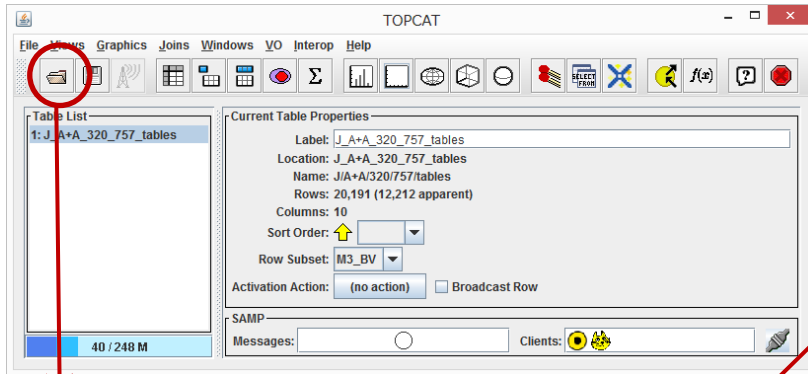 TOPCAT
File Views Graphics Joins Windows VO Interop Help
Σ SELECT FROM f(x) ?
Table List
1: J_A+A_320_757_tables
40 / 248 M
Current Table Properties
Label: J_A+A_320_757_tables
Location: J_A+A_320_757_tables
Name: J/A+A/320/757/tables
Rows: 20,191 (12,212 apparent)
Columns: 10
Sort Order:
Row Subset: M3_BV
Activation Action: (no action) Broadcast Row
SAMP
Messages: Clients: